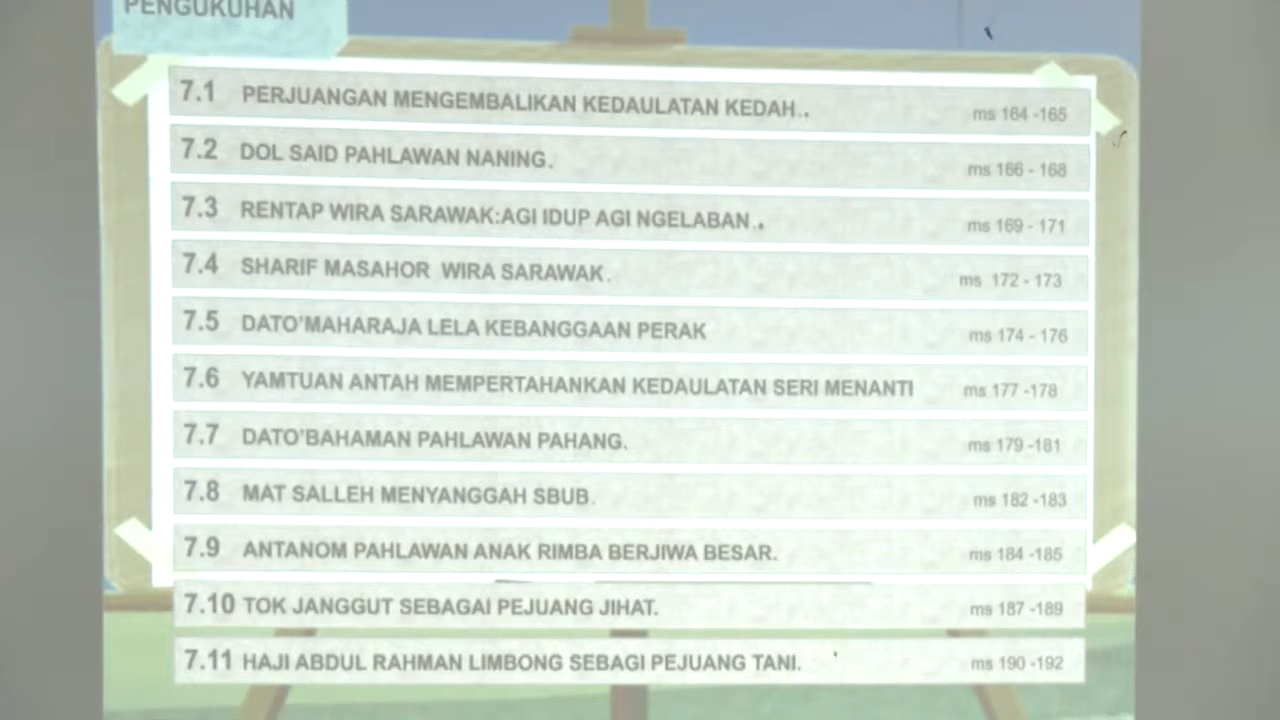 PENGUKUHAN
7.1 PERJUANGAN MENGEMBALIKAN KEDAULATAN KEDAH.. ms 164 -165
7.2 DOL SAID PAHLAWAN NANING. ms 166 - 168
7.3 RENTAP WIRA SARAWAK:AGI IDUP AGI NGELABAN.. ms 169 - 171
7.4 SHARIF MASAHOR WIRA SARAWAK. ms 172 - 173
7.5 DATO'MAHARAJA LELA KEBANGGAAN PERAK ms 174 - 176
7.6 YAMTUAN ANTAH MEMPERTAHANKAN KEDAULATAN SERI MENANTI ms 177 -178
7.7 DATO'BAHAMAN PAHLAWAN PAHANG. ms 179 -181
7.8 MAT SALLEH MENYANGGAH SBUB. ms 182 -183
7.9 ANTANOM PAHLAWAN ANAK RIMBA BERJIWA BESAR. ms 184 -185
7.10 TOK JANGGUT SEBAGAI PEJUANG JIHAT. ms 187 -189
7.11 HAJI ABDUL RAHMAN LIMBONG SEBAGI PEJUANG TANI. ms 190 -192